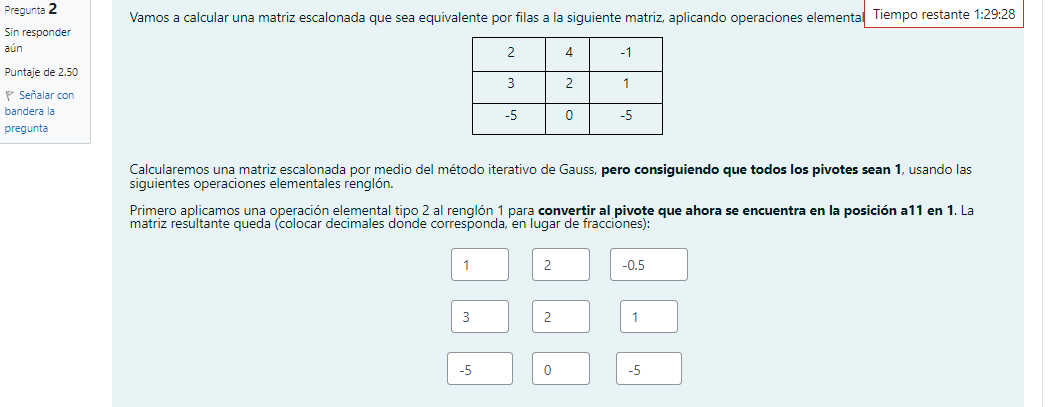 Pregunta 2
Sin responder
aún
Puntaje de 2.50
Señalar con
bandera la
pregunta
Tiempo restante 1:29:28
Vamos a calcular una matriz escalonada que sea equivalente por filas a la siguiente matriz, aplicando operaciones elemental
2 4 -1
3 2 1
-5 0 -5
Calcularemos una matriz escalonada por medio del método iterativo de Gauss, pero consiguiendo que todos los pivotes sean 1, usando las
siguientes operaciones elementales renglón.
Primero aplicamos una operación elemental tipo 2 al renglón 1 para convertir al pivote que ahora se encuentra en la posición a11 en 1. La
matriz resultante queda (colocar decimales donde corresponda, en lugar de fracciones):
1 2 -0.5
3 2 1
-5 0 -5